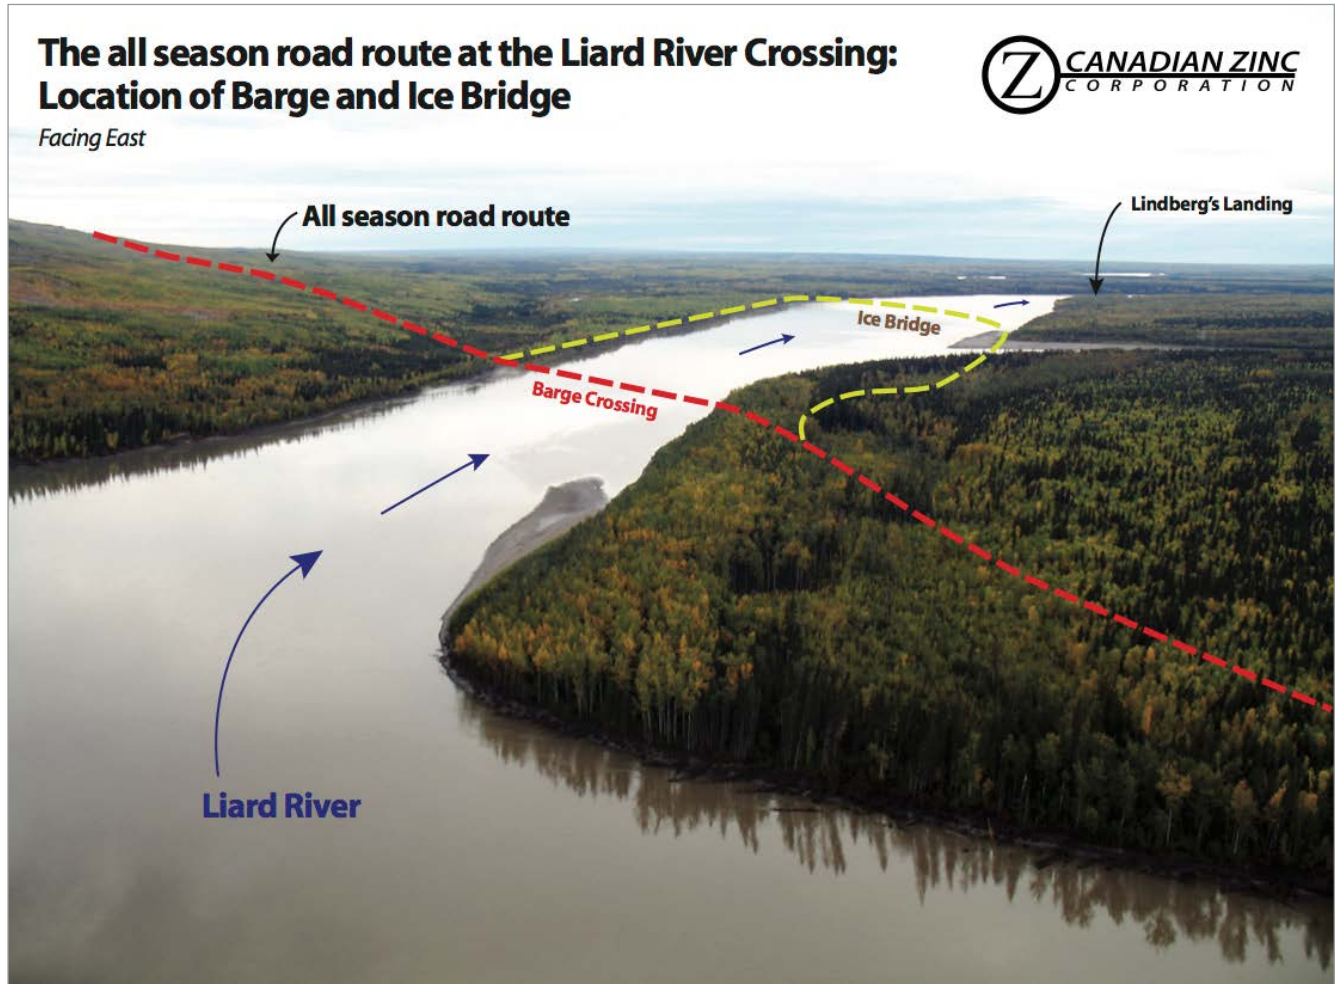 The all season road route at the Liard River Crossing:
Location of Barge and Ice Bridge
Facing East
Z
CANADIAN ZINC
CORPORATION
All season road route
Lindberg's Landing
Ice Bridge
Barge Crossing
Liard River